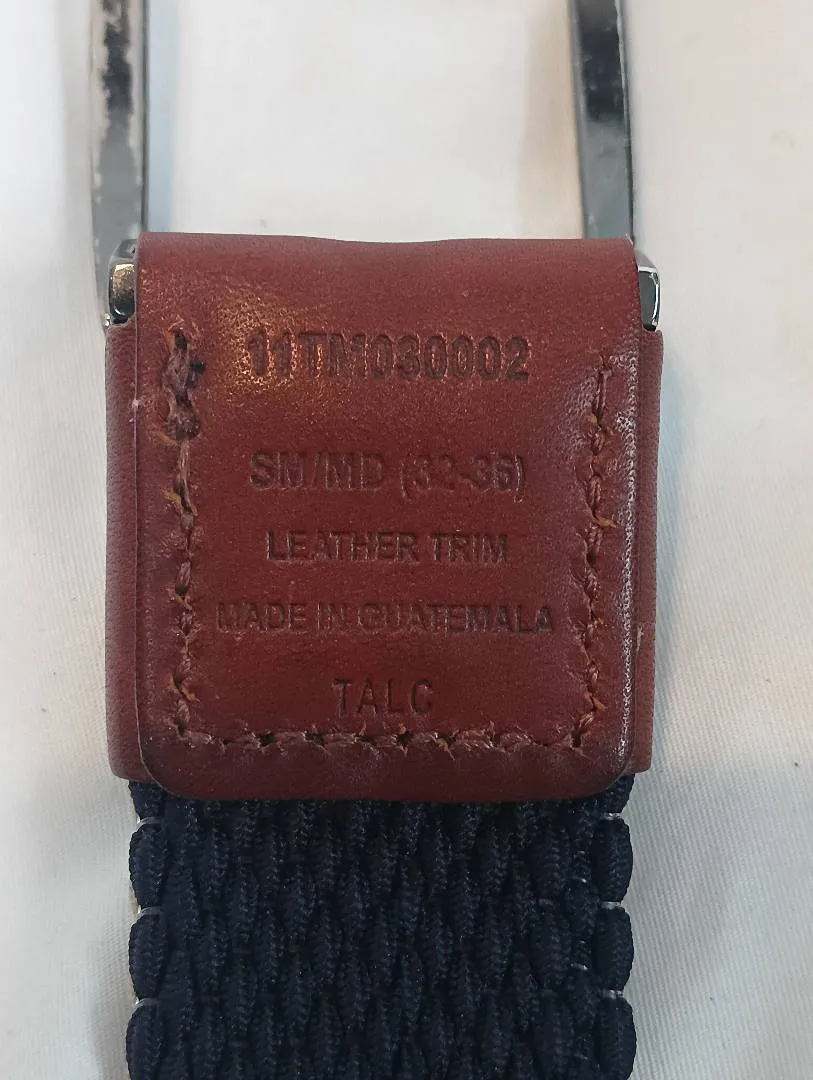 11TM030002
SM/MD (32-36)
LEATHER TRIM
MADE IN GUATEMALA
TALC